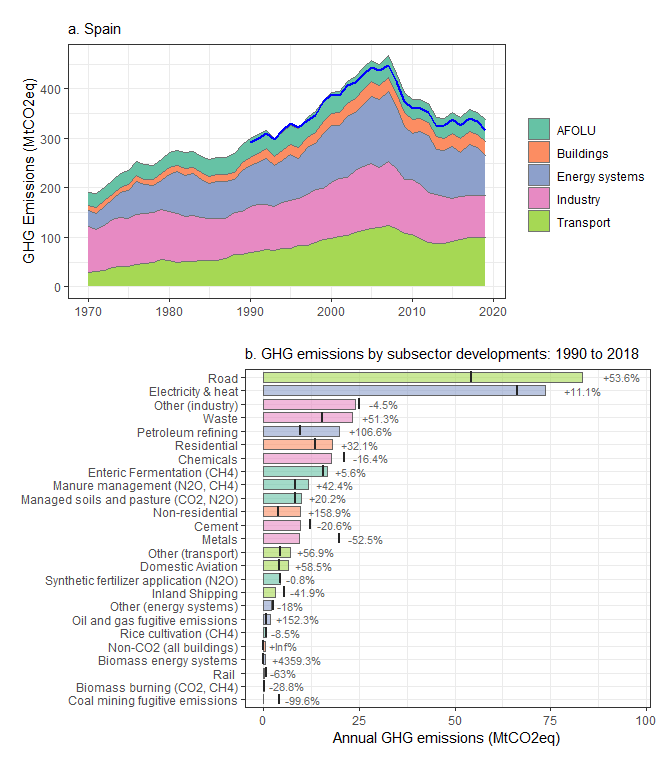 a. Spain
GHG Emissions (MtCO2eq)
400
300
200
100
0
1970
1980
1990
2000
2010
2020
AFOLU
Buildings
Energy systems
Industry
Transport
b. GHG emissions by subsector developments: 1990 to 2018
Road +53.6%
Electricity & heat +11.1%
Other (industry) -4.5%
Waste +51.3%
Petroleum refining +106.6%
Residential +32.1%
Chemicals -16.4%
Enteric Fermentation (CH4) +5.6%
Manure management (N2O, CH4) +42.4%
Managed soils and pasture (CO2, N2O) +20.2%
Non-residential +158.9%
Cement -20.6%
Metals -52.5%
Other (transport) +56.9%
Domestic Aviation +58.5%
Synthetic fertilizer application (N2O) -0.8%
Inland Shipping -41.9%
Other (energy systems) -18%
Oil and gas fugitive emissions +152.3%
Rice cultivation (CH4) -8.5%
Non-CO2 (all buildings) +Inf%
Biomass energy systems +4359.3%
Rail -63%
Biomass burning (CO2, CH4) -28.8%
Coal mining fugitive emissions -99.6%
0
25
50
75
100
Annual GHG emissions (MtCO2eq)